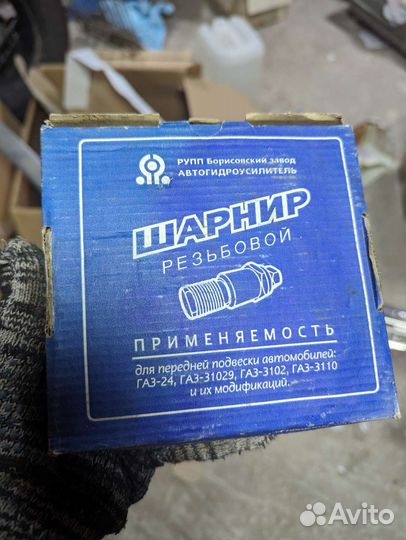 РУПП Борисовский завод
АВТОГИДРОУСИЛИТЕЛЬ
ШАРНИР
РЕЗЬБОВОЙ
ПРИМЕНЯЕМОСТЬ
для передней подвески автомобилей:
ГАЗ-24, ГАЗ-31029, ГАЗ-3102, ГАЗ-3110
и их модификаций.
Avito